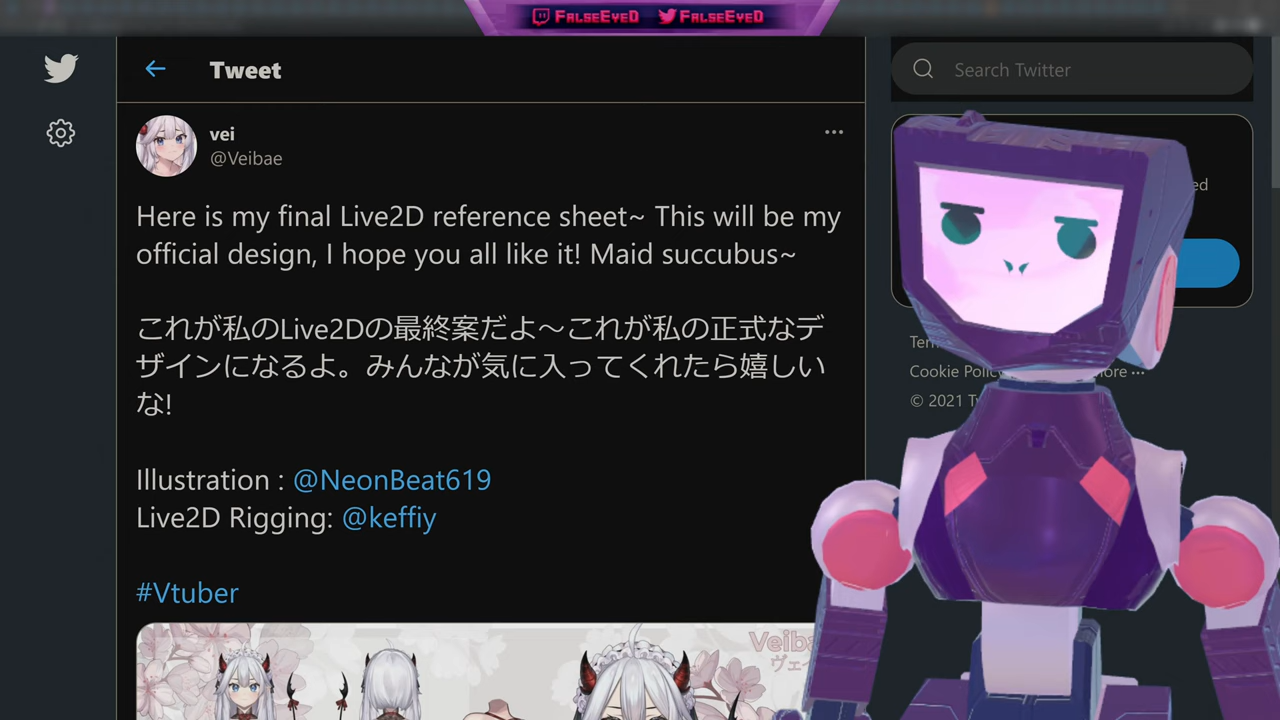 FalseEyeD FalseEyeD
Tweet
Search Twitter
vei
@Veibae
Here is my final Live2D reference sheet~ This will be my
official design, I hope you all like it! Maid succubus~
これが私のLive2Dの最終案だよ～これが私の正式なデ
ザインになるよ。みんなが気に入ってくれたら嬉しい
な!
Illustration : @NeonBeat619
Live2D Rigging: @keffiy
#Vtuber
Cookie
© 2021